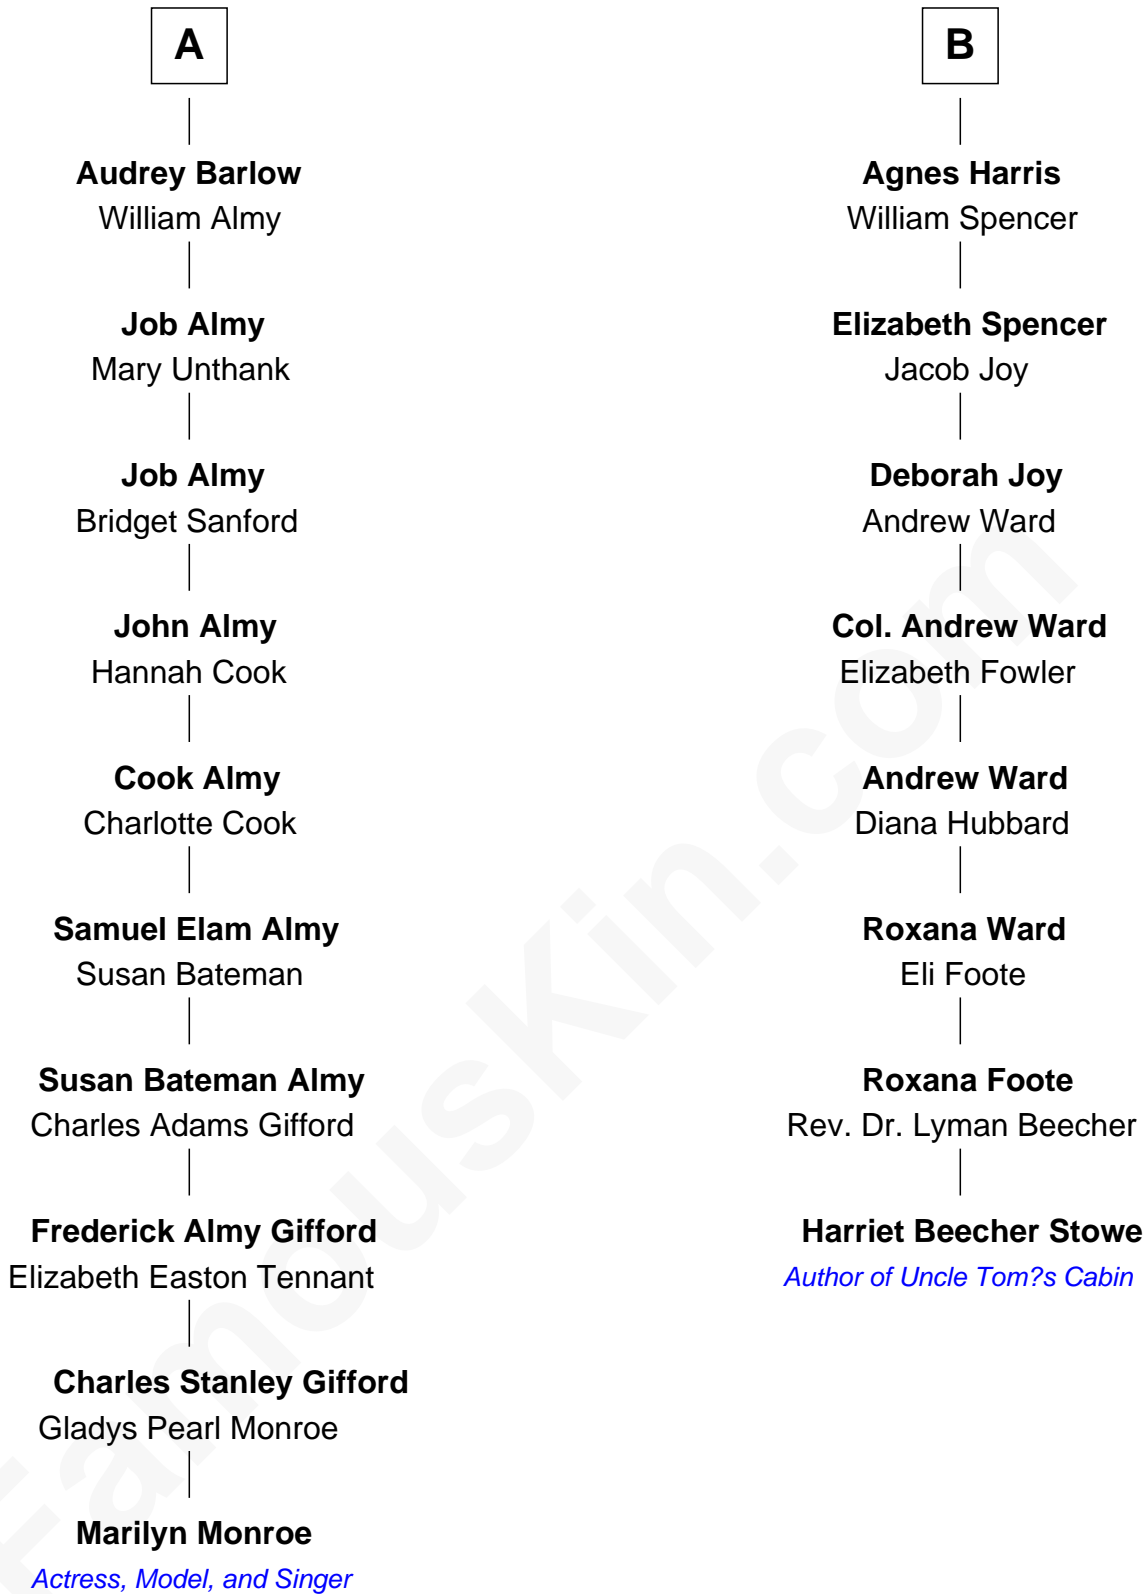 A
Audrey Barlow
William Almy
Job Almy
Mary Unthank
Job Almy
Bridget Sanford
John Almy
Hannah Cook
Cook Almy
Charlotte Cook
Samuel Elam Almy
Susan Bateman
Susan Bateman Almy
Charles Adams Gifford
Frederick Almy Gifford
Elizabeth Easton Tennant
Charles Stanley Gifford
Gladys Pearl Monroe
Marilyn Monroe
Actress, Model, and Singer
B
Agnes Harris
William Spencer
Elizabeth Spencer
Jacob Joy
Deborah Joy
Andrew Ward
Col. Andrew Ward
Elizabeth Fowler
Andrew Ward
Diana Hubbard
Roxana Ward
Eli Foote
Roxana Foote
Rev. Dr. Lyman Beecher
Harriet Beecher Stowe
Author of Uncle Tom?s Cabin
FamousKin.com